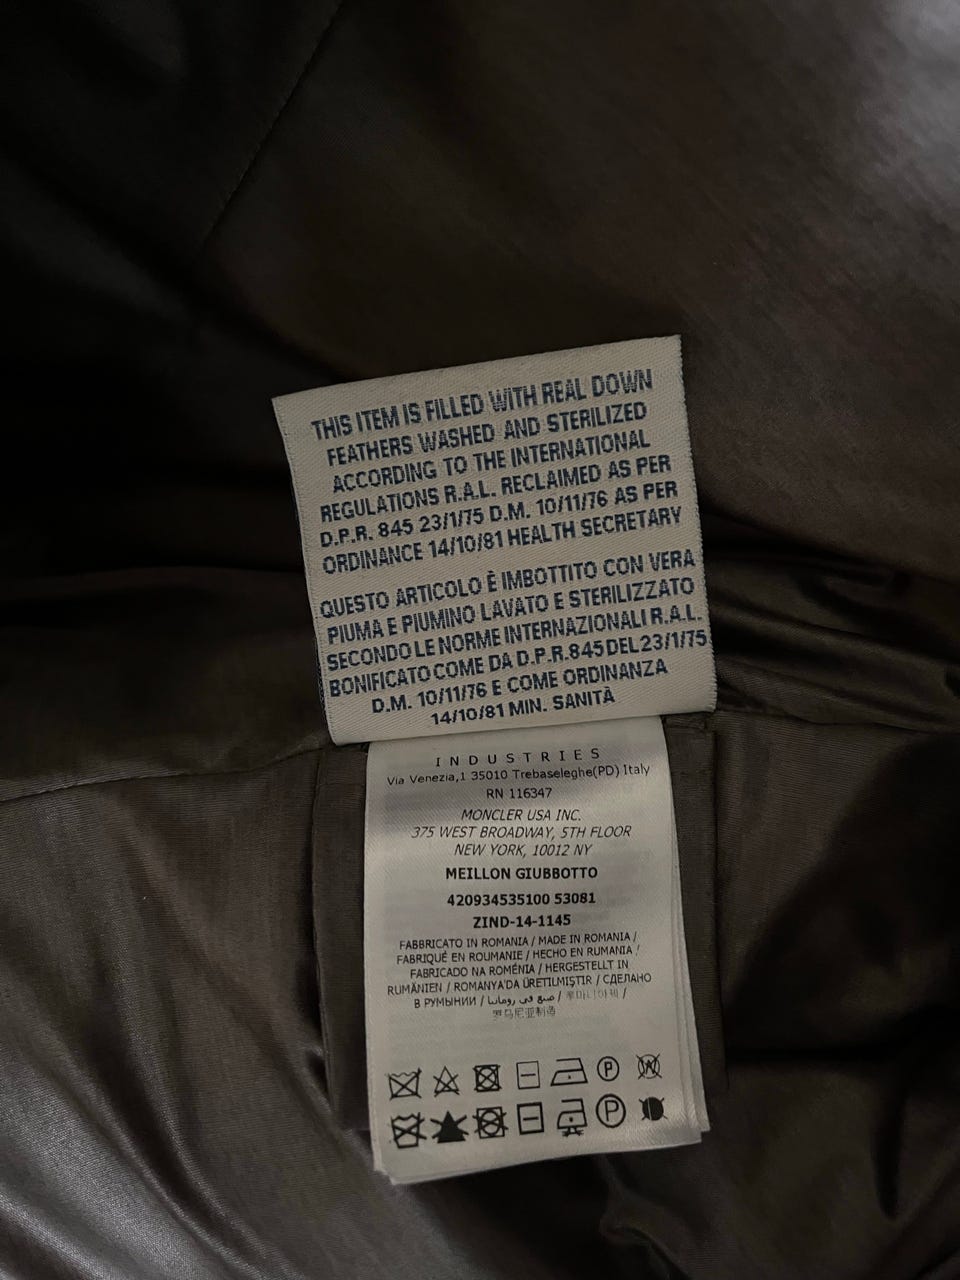 THIS ITEM IS FILLED WITH REAL DOWN
FEATHERS WASHED AND STERILIZED
ACCORDING TO THE INTERNATIONAL
REGULATIONS R.A.L. RECLAIMED AS PER
D.P.R. 845 23/1/75 D.M. 10/11/76 AS PER
ORDINANCE 14/10/81 HEALTH SECRETARY
QUESTO ARTICOLO È IMBOTTITO CON VERA
PIUMA E PIUMINO LAVATO E STERILIZZATO
SECONDO LE NORME INTERNAZIONALI R.A.L.
BONIFICATO COME DA D.P.R. 845 DEL 23/1/75
D.M. 10/11/76 E COME ORDINANZA
14/10/81 MIN. SANITÀ
INDUSTRIES
Via Venezia,1 35010 Trebaseleghe(PD) Italy
RN 116347
MONCLER USA INC.
375 WEST BROADWAY, 5TH FLOOR
NEW YORK, 10012 NY
MEILLON GIUBBOTTO
420934535100 53081
ZIND-14-1145
FABBRICATO IN ROMANIA / MADE IN ROMANIA /
FABRIQUÉ EN ROUMANIE / HECHO EN RUMANIA /
FABRICADO NA ROMÉNIA / HERGESTELLT IN
RUMÄNIEN / ROMANYA'DA ÜRETILMIŞTIR / СДЕЛАНО
В РУМЫНИИ / صنع في رومانيا / /
罗马尼亚制造
P
W
P